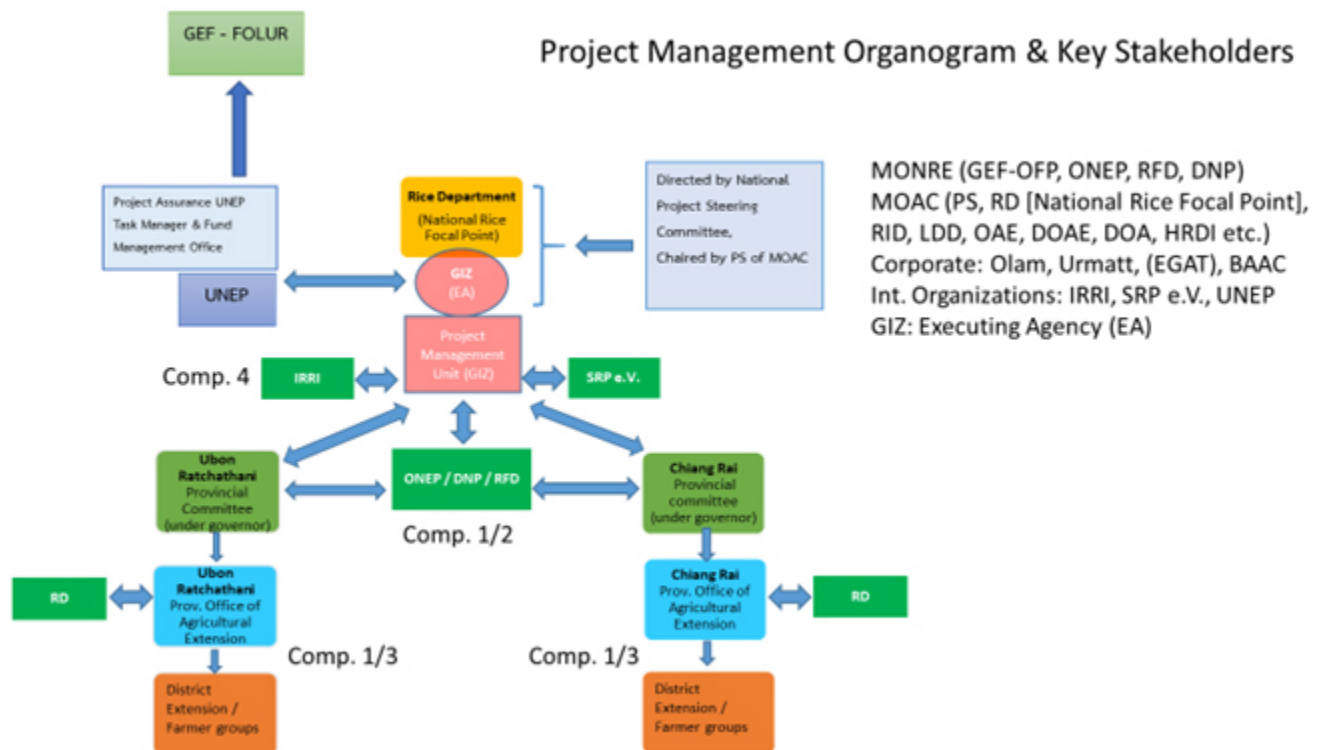 GEF - FOLUR
Project Management Organogram & Key Stakeholders
Project Assurance UNEP
Task Manager & Fund
Management Office
UNEP
Rice Department
(National Rice
Focal Point)
GIZ
(EA)
Project
Management
Unit (GIZ)
Directed by National
Project Steering
Committee,
Chaired by PS of MOAC
MONRE (GEF-OFP, ONEP, RFD, DNP)
MOAC (PS, RD [National Rice Focal Point],
RID, LDD, OAE, DOAE, DOA, HRDI etc.)
Corporate: Olam, Urmatt, (EGAT), BAAC
Int. Organizations: IRRI, SRP e.V., UNEP
GIZ: Executing Agency (EA)
Comp. 4
IRRI
SRP e.V.
Ubon
Ratchathani
Provincial
Committee
(under governor)
ONEP / DNP / RFD
Comp. 1/2
Chiang Rai
Provincial
committee
(under governor)
RD
Ubon
Ratchathani
Prov. Office of
Agricultural
Extension
Comp. 1/3
Chiang Rai
Prov. Office of
Agricultural
Extension
RD
Comp. 1/3
District
Extension /
Farmer groups
District
Extension /
Farmer groups